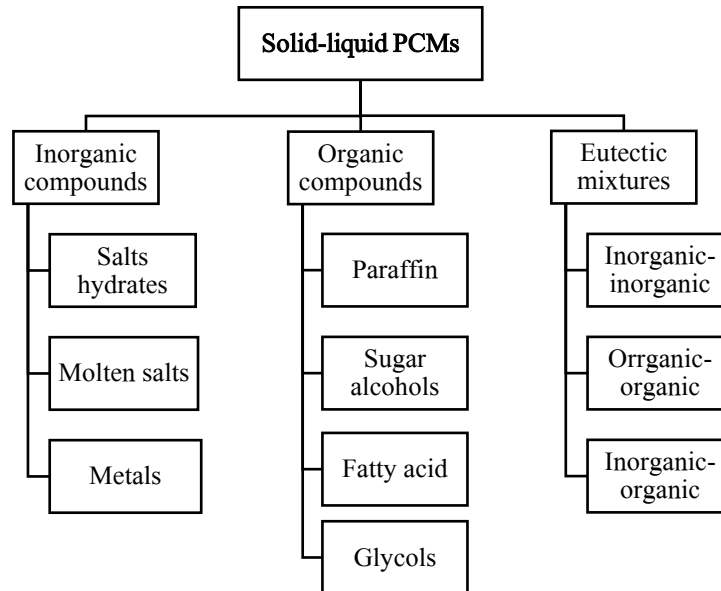 Solid-liquid PCMs
Inorganic
compounds
Salts
hydrates
Molten salts
Metals
Organic
compounds
Paraffin
Sugar
alcohols
Fatty acid
Glycols
Eutectic
mixtures
Inorganic-
inorganic
Orrganic-
organic
Inorganic-
organic